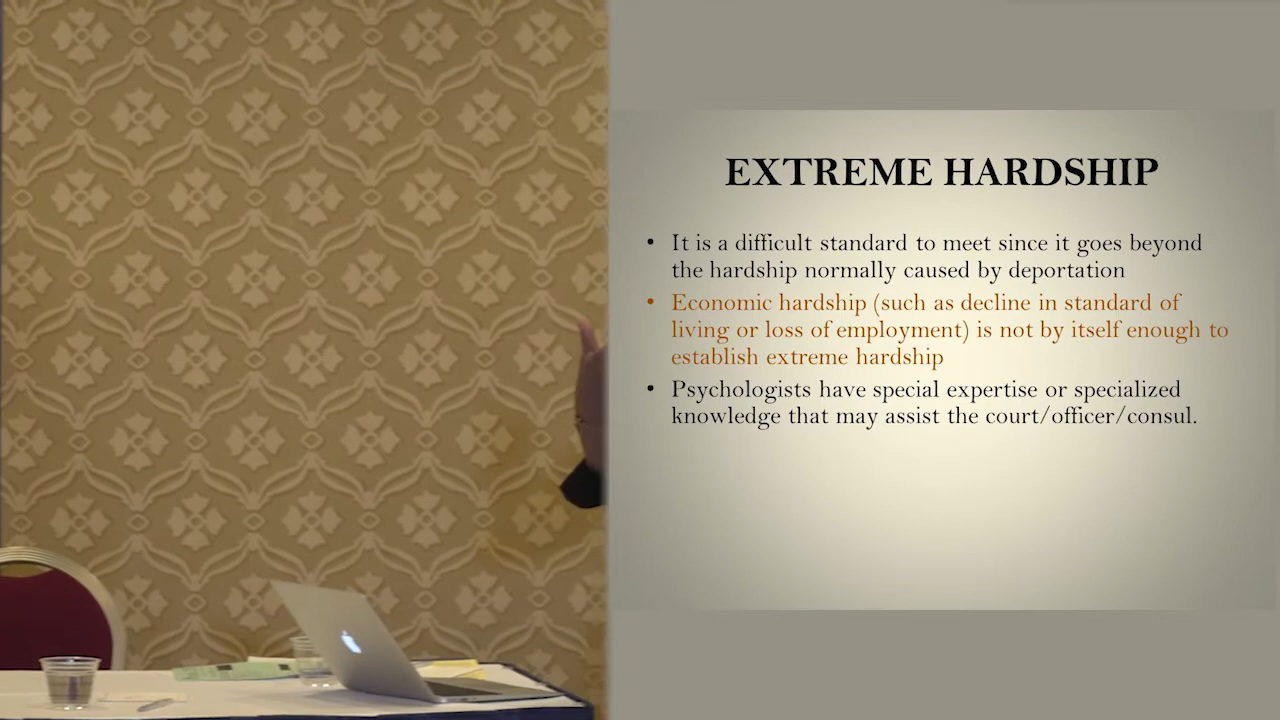 EXTREME HARDSHIP
• It is a difficult standard to meet since it goes beyond
the hardship normally caused by deportation
• Economic hardship (such as decline in standard of
living or loss of employment) is not by itself enough to
establish extreme hardship
• Psychologists have special expertise or specialized
knowledge that may assist the court/officer/consul.